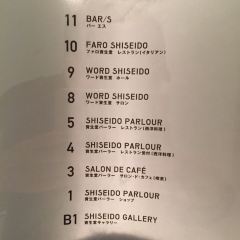 11 BAR/S
バー エス
10 FARO SHISEIDO
ファロ資生堂 レストラン(イタリアン)
9 WORD SHISEIDO
ワード資生堂 ホール
8 WORD SHISEIDO
ワード資生堂 サロン
5 SHISEIDO PARLOUR
資生堂パーラー レストラン(西洋料理)
4 SHISEIDO PARLOUR
資生堂パーラー レストラン受付(西洋料理)
3 SALON DE CAFÉ
資生堂パーラー サロン・ド・カフェ(喫茶)
1 SHISEIDO PARLOUR
資生堂パーラー ショップ
B1 SHISEIDO GALLERY
資生堂ギャラリー